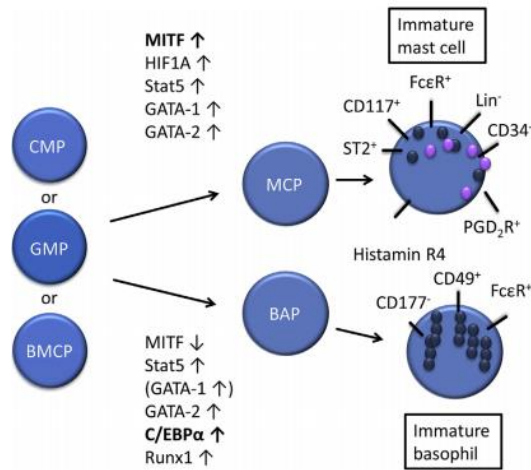 MITF ↑
HIF1A ↑
Stat5 ↑
GATA-1 ↑
GATA-2 ↑
Immature
mast cell
FcεR⁺
Lin⁻
CD117⁺
CD34⁻
ST2⁺
PGD₂R⁺
CMP
or
GMP
or
BMCP
MCP
BAP
Histamin R4
CD49⁺
CD177⁻
FcεR⁺
MITF ↓
Stat5 ↑
(GATA-1 ↑)
GATA-2 ↑
C/EBPα ↑
Runx1 ↑
Immature
basophil